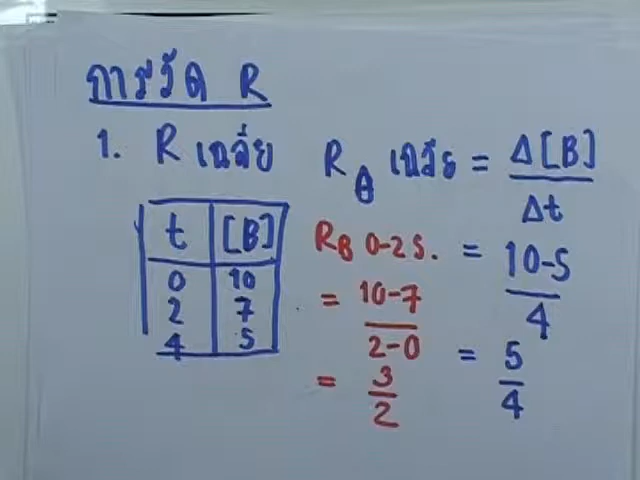 การวัด R
1. R เฉลี่ย
R_B เฉลี่ย = Δ[B] / Δt
t [B]
0 10
2 7
4 5
R_B 0-2 s.
= 10-7 / 2-0
= 3 / 2
= 10-5 / 4
= 5 / 4